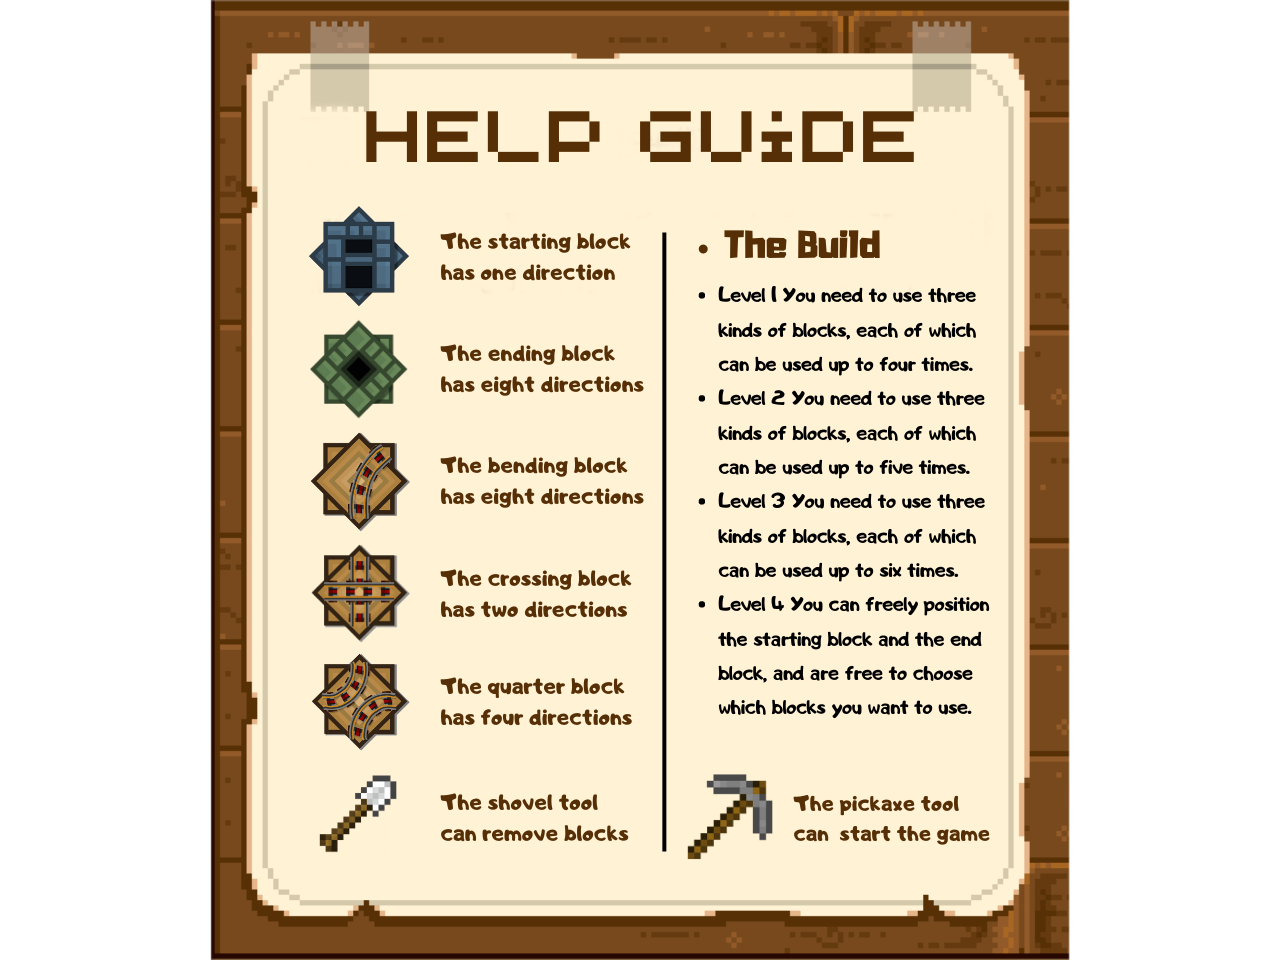 HELP GUiDE
The starting block
has one direction
The ending block
has eight directions
The bending block
has eight directions
The crossing block
has two directions
The quarter block
has four directions
The shovel tool
can remove blocks
• The Build
• Level 1 You need to use three
kinds of blocks, each of which
can be used up to four times.
• Level 2 You need to use three
kinds of blocks, each of which
can be used up to five times.
• Level 3 You need to use three
kinds of blocks, each of which
can be used up to six times.
• Level 4 You can freely position
the starting block and the end
block, and are free to choose
which blocks you want to use.
The pickaxe tool
can start the game